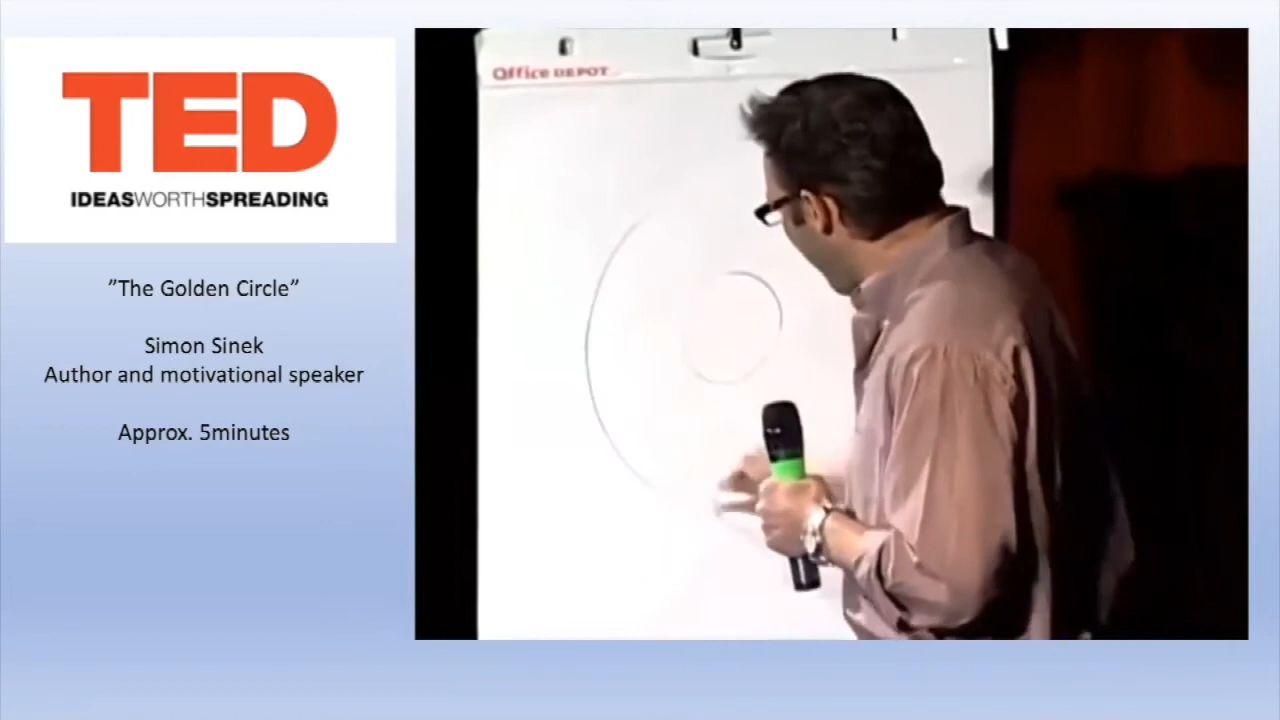 TED
IDEASWORTHSPREADING
”The Golden Circle”
Simon Sinek
Author and motivational speaker
Approx. 5minutes
Office DEPOT